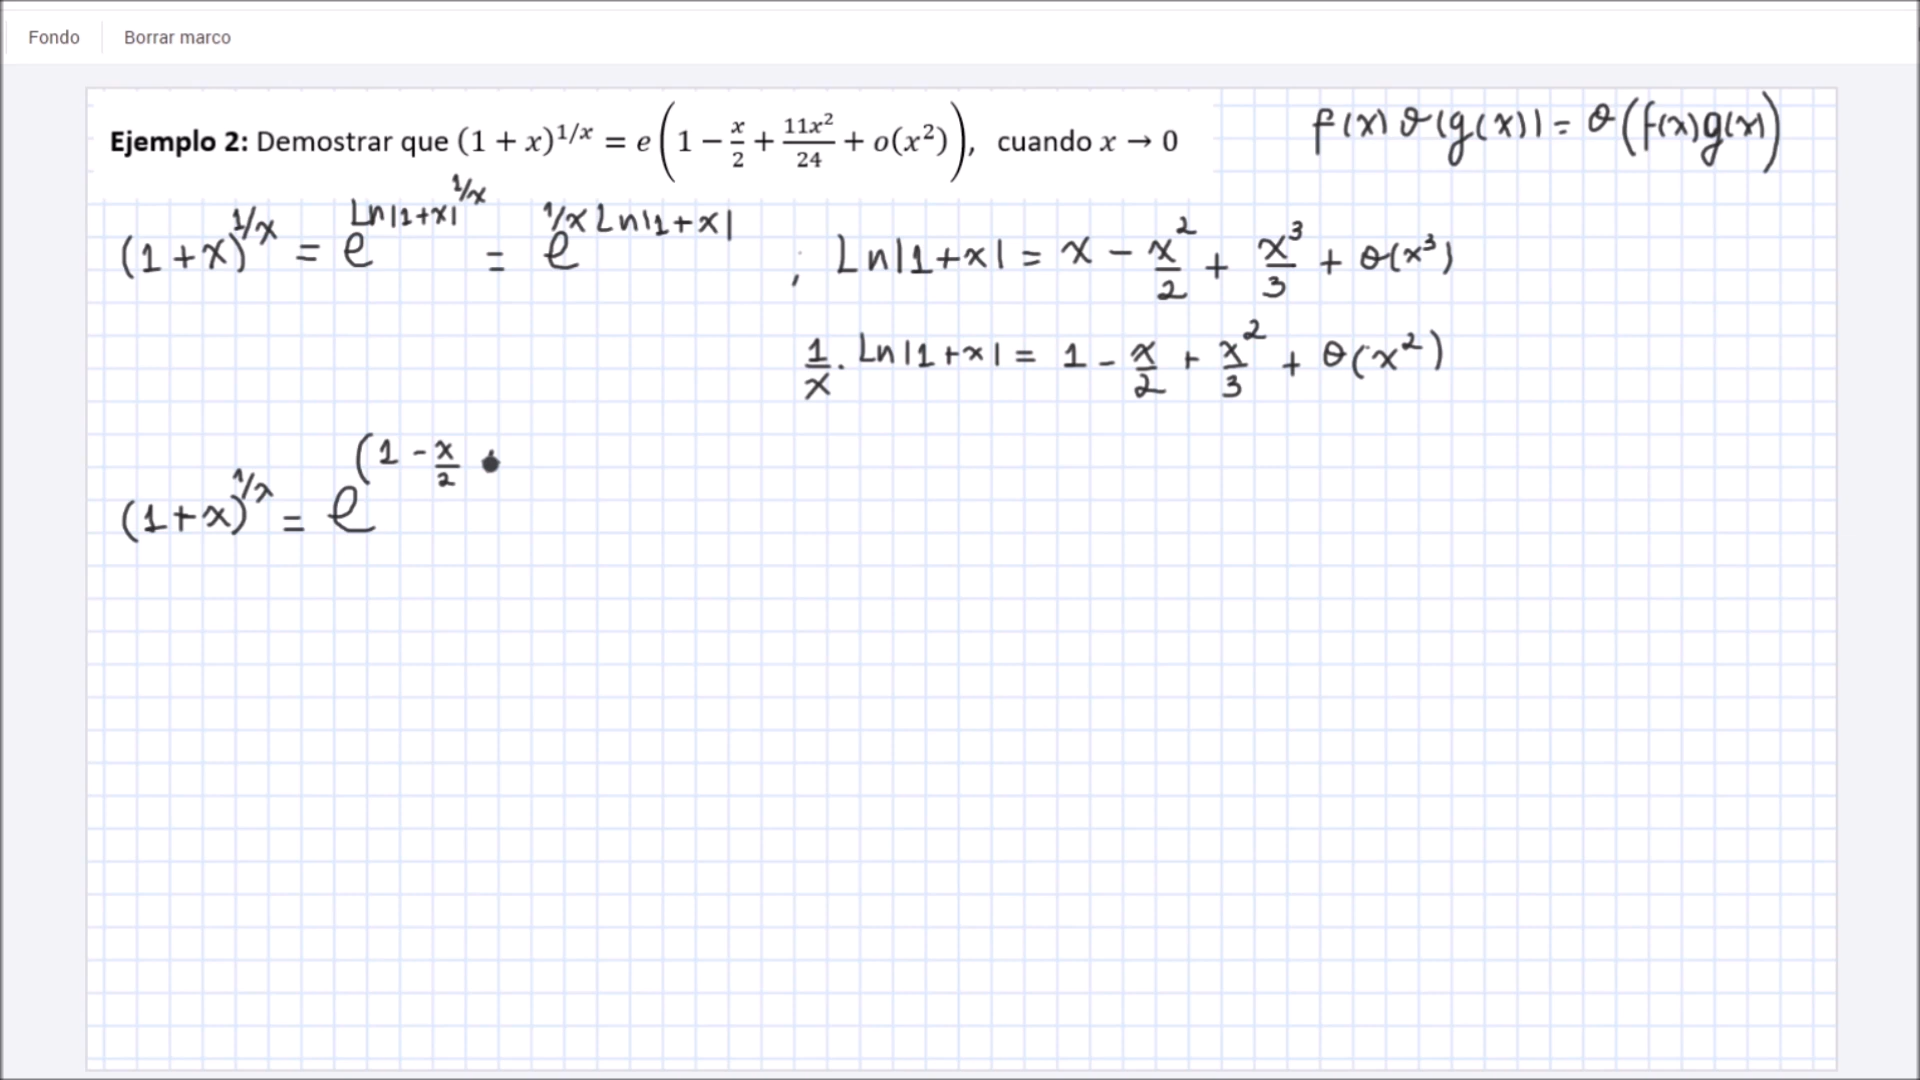 Fondo Borrar marco
Ejemplo 2: Demostrar que (1 + x)^{1/x} = e(1 − x/2 + 11x²/24 + o(x²)), cuando x → 0
f(x) θ(g(x)) = θ(f(x)g(x))
(1+x)^{1/x} = e^{Ln|1+x|^{1/x}} = e^{1/x Ln|1+x|} ; Ln|1+x| = x − x²/2 + x³/3 + θ(x³)
1/x · Ln|1+x| = 1 − x/2 + x²/3 + θ(x²)
(1+x)^{1/x} = e^{(1 − x/2